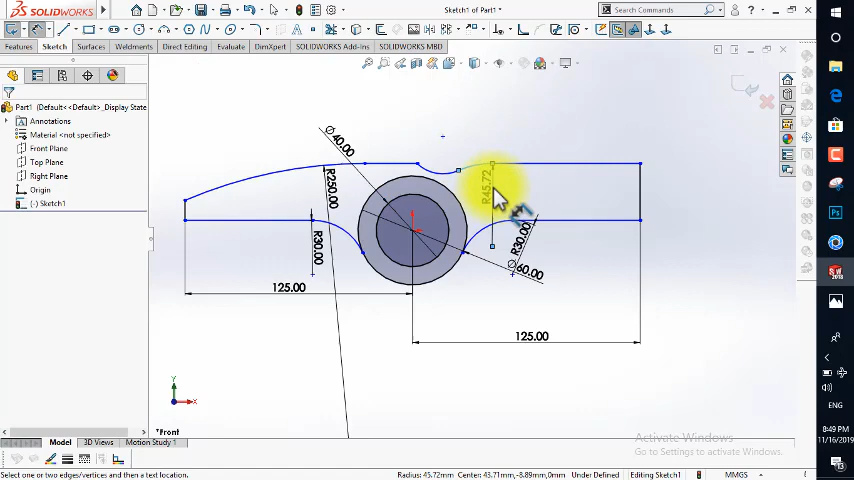 SOLIDWORKS
Sketch1 of Part1 *
Search SOLIDWORKS Help
Features
Sketch
Surfaces
Weldments
Direct Editing
Evaluate
DimXpert
SOLIDWORKS Add-Ins
SOLIDWORKS MBD
Part1 (Default<<Default>_Display State
Annotations
Material <not specified>
Front Plane
Top Plane
Right Plane
Origin
(-) Sketch1
Ø40.00
R250.00
R45.72
R30.00
R30.00
Ø60.00
125.00
125.00
Y
X
*Front
Activate Windows
Go to Settings to activate Windows.
Model
3D Views
Motion Study 1
Select one or two edges/vertices and then a text location.
Radius: 45.72mm Center: 43.71mm,-8.89mm,0mm
Under Defined
Editing Sketch1
MMGS
ENG
8:49 PM
11/16/2019